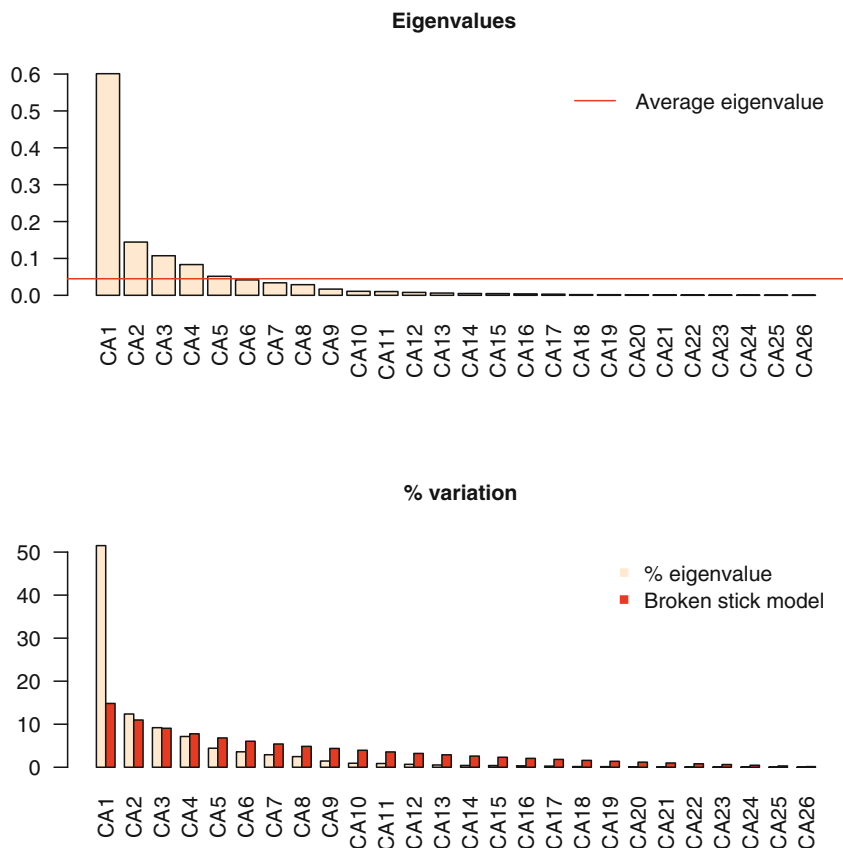 Eigenvalues
0.6
0.5
0.4
0.3
0.2
0.1
0.0
Average eigenvalue
CA1 CA2 CA3 CA4 CA5 CA6 CA7 CA8 CA9 CA10 CA11 CA12 CA13 CA14 CA15 CA16 CA17 CA18 CA19 CA20 CA21 CA22 CA23 CA24 CA25 CA26
% variation
50
40
30
20
10
0
% eigenvalue
Broken stick model
CA1 CA2 CA3 CA4 CA5 CA6 CA7 CA8 CA9 CA10 CA11 CA12 CA13 CA14 CA15 CA16 CA17 CA18 CA19 CA20 CA21 CA22 CA23 CA24 CA25 CA26